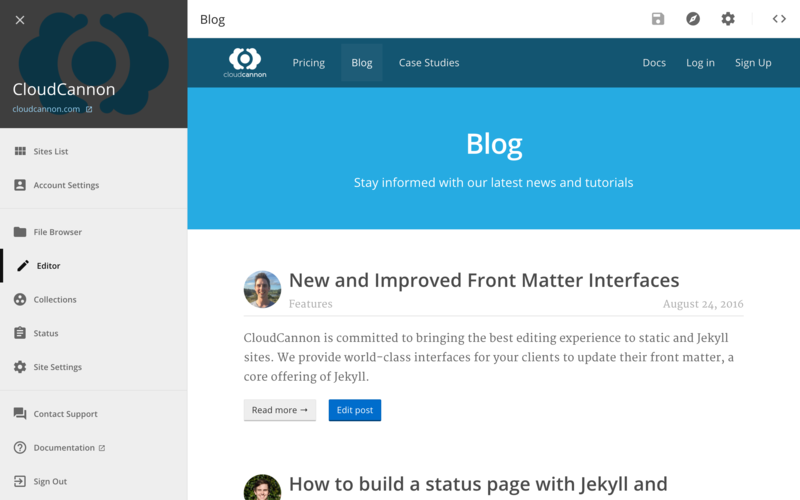 CloudCannon
cloudcannon.com
Sites List
Account Settings
File Browser
Editor
Collections
Status
Site Settings
Contact Support
Documentation
Sign Out
Blog
cloudcannon
Pricing
Blog
Case Studies
Docs
Log in
Sign Up
Blog
Stay informed with our latest news and tutorials
New and Improved Front Matter Interfaces
Features
August 24, 2016
CloudCannon is committed to bringing the best editing experience to static and Jekyll
sites. We provide world-class interfaces for your clients to update their front matter, a
core offering of Jekyll.
Read more →
Edit post
How to build a status page with Jekyll and